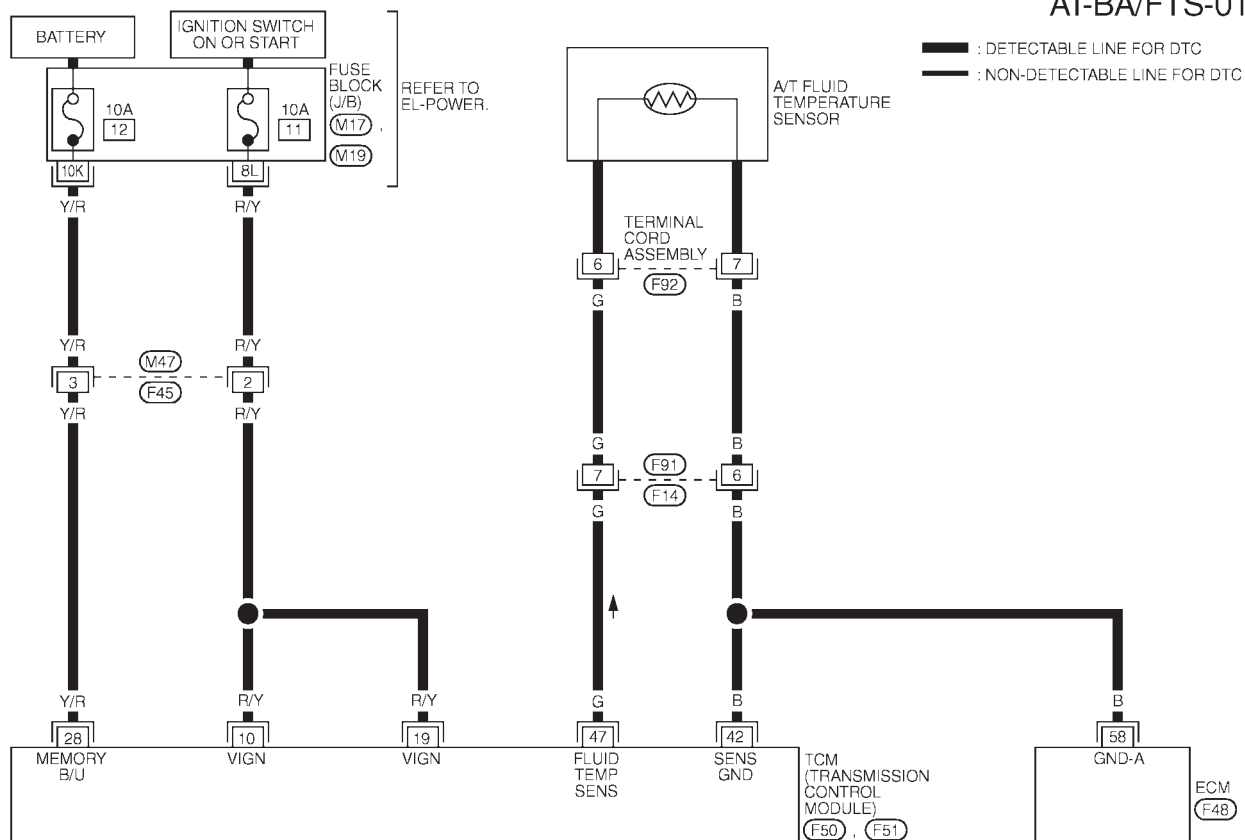 AT-BA/FTS-01
BATTERY
IGNITION SWITCH
ON OR START
: DETECTABLE LINE FOR DTC
: NON-DETECTABLE LINE FOR DTC
10A
12
10A
11
FUSE
BLOCK
(J/B)
M17 ,
M19
REFER TO
EL-POWER.
A/T FLUID
TEMPERATURE
SENSOR
10K
8L
Y/R
R/Y
TERMINAL
CORD
ASSEMBLY
6
7
F92
G
B
Y/R
R/Y
M47
3
2
F45
Y/R
R/Y
G
B
F91
7
6
F14
G
B
Y/R
R/Y
R/Y
G
B
B
28
10
19
47
42
58
MEMORY
B/U
VIGN
VIGN
FLUID
TEMP
SENS
SENS
GND
TCM
(TRANSMISSION
CONTROL
MODULE)
F50 , F51
GND-A
ECM
F48